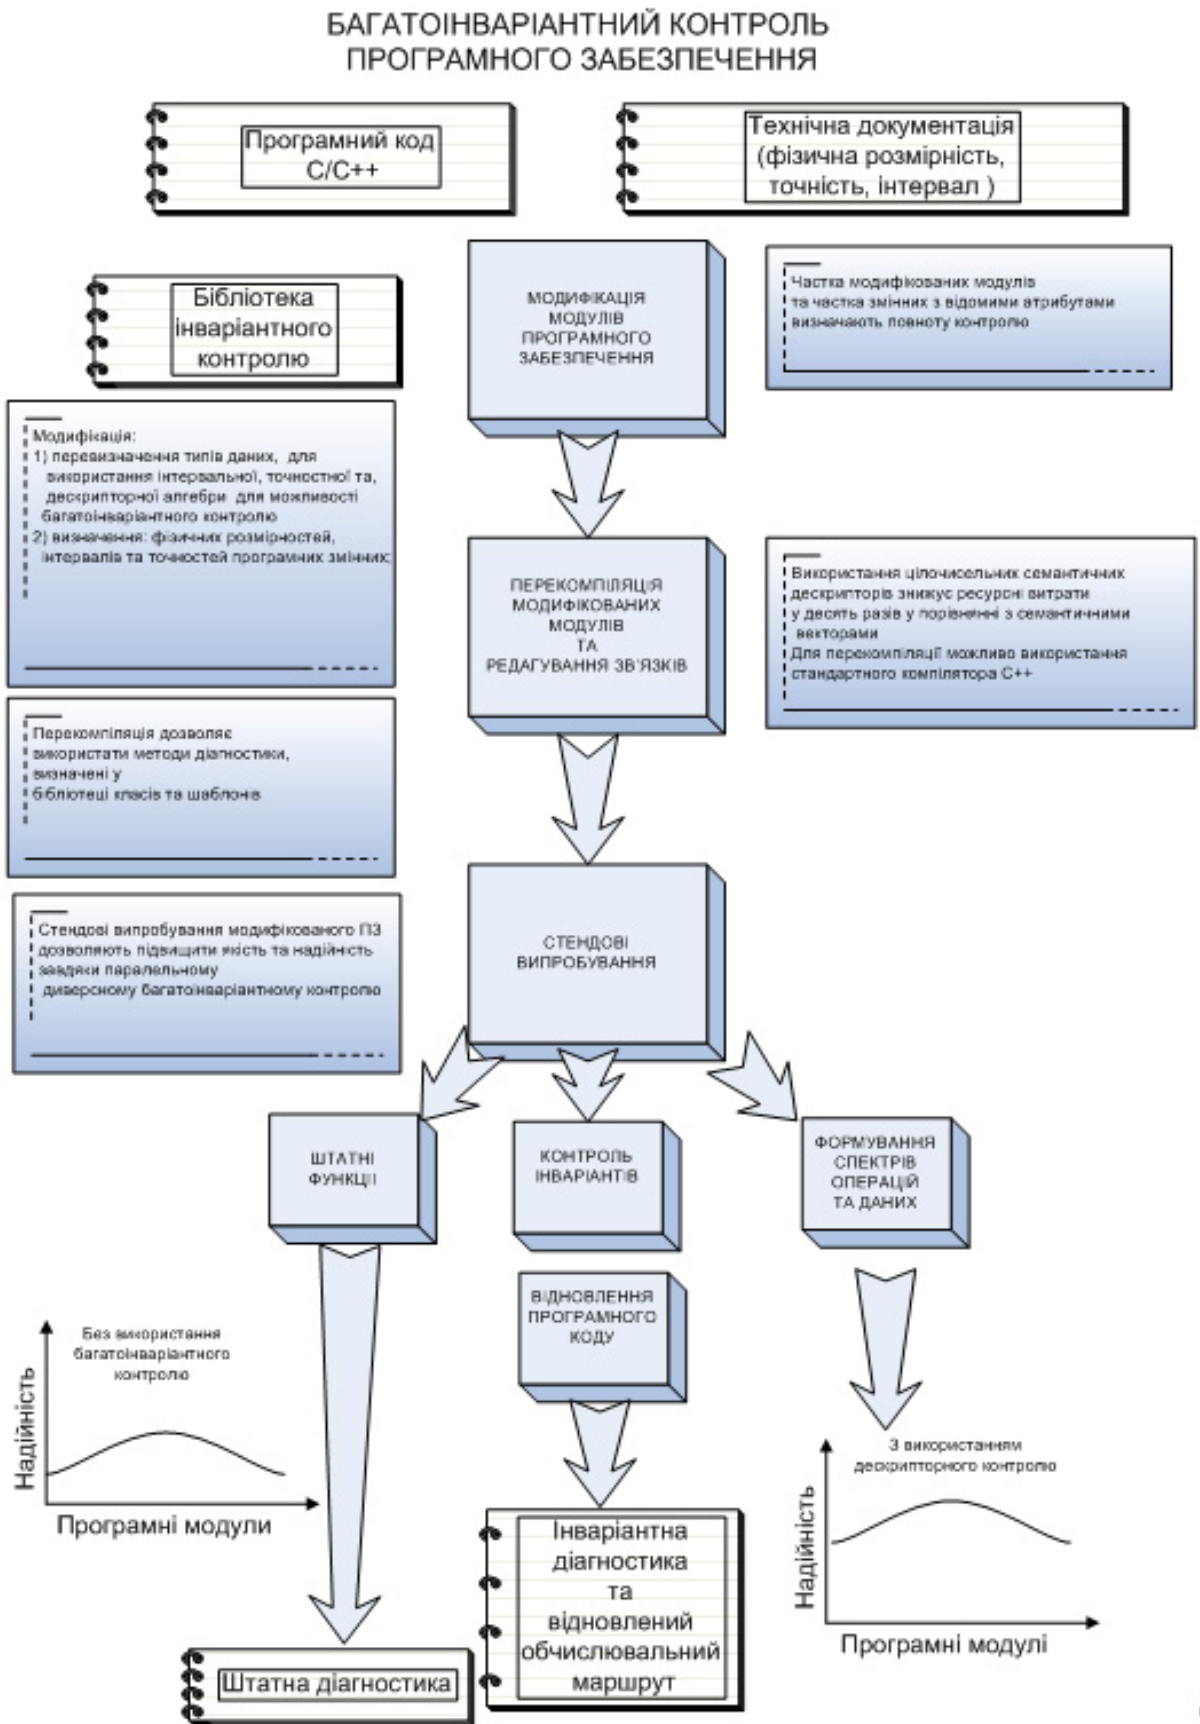 БАГАТОІНВАРІАНТНИЙ КОНТРОЛЬ
ПРОГРАМНОГО ЗАБЕЗПЕЧЕННЯ
Програмний код
С/С++
Технічна документація
(фізична розмірність,
точність, інтервал )
Бібліотека
інваріантного
контролю
МОДИФІКАЦІЯ
МОДУЛІВ
ПРОГРАМНОГО
ЗАБЕЗПЕЧЕННЯ
Частка модифікованих модулів
та частка змінних з відомими атрибутами
визначають повноту контролю
Модифікація:
1) перевизначення типів даних, для
використання інтервальної, точностної та,
дескрипторної алгебри для можливості
багатоінваріантного контролю
2) визначення: фізичних розмірностей,
інтервалів та точностей програмних змінних;
ПЕРЕКОМПІЛЯЦІЯ
МОДИФІКОВАНИХ
МОДУЛІВ
ТА
РЕДАГУВАННЯ ЗВ'ЯЗКІВ
Використання цілочисельних семантичних
дескрипторів знижує ресурсні витрати
у десять разів у порівнянні з семантичними
векторами
Для перекомпіляції можливо використання
стандартного компілятора С++
Перекомпіляція дозволяє
використати методи діагностики,
визначені у
бібліотеці класів та шаблонів
Стендові випробування модифікованого ПЗ
дозволяють підвищити якість та надійність
завдяки паралельному
диверсному багатоінваріантному контролю
СТЕНДОВІ
ВИПРОБУВАННЯ
ШТАТНІ
ФУНКЦІЇ
КОНТРОЛЬ
ІНВАРІАНТІВ
ФОРМУВАННЯ
СПЕКТРІВ
ОПЕРАЦІЙ
ТА ДАНИХ
ВІДНОВЛЕННЯ
ПРОГРАМНОГО
КОДУ
Без використання
багатоінваріантного
контролю
Надійність
Програмні модули
З використанням
дескрипторного контролю
Надійність
Програмні модулі
Інваріантна
діагностика
та
відновлений
обчислювальний
маршрут
Штатна діагностика